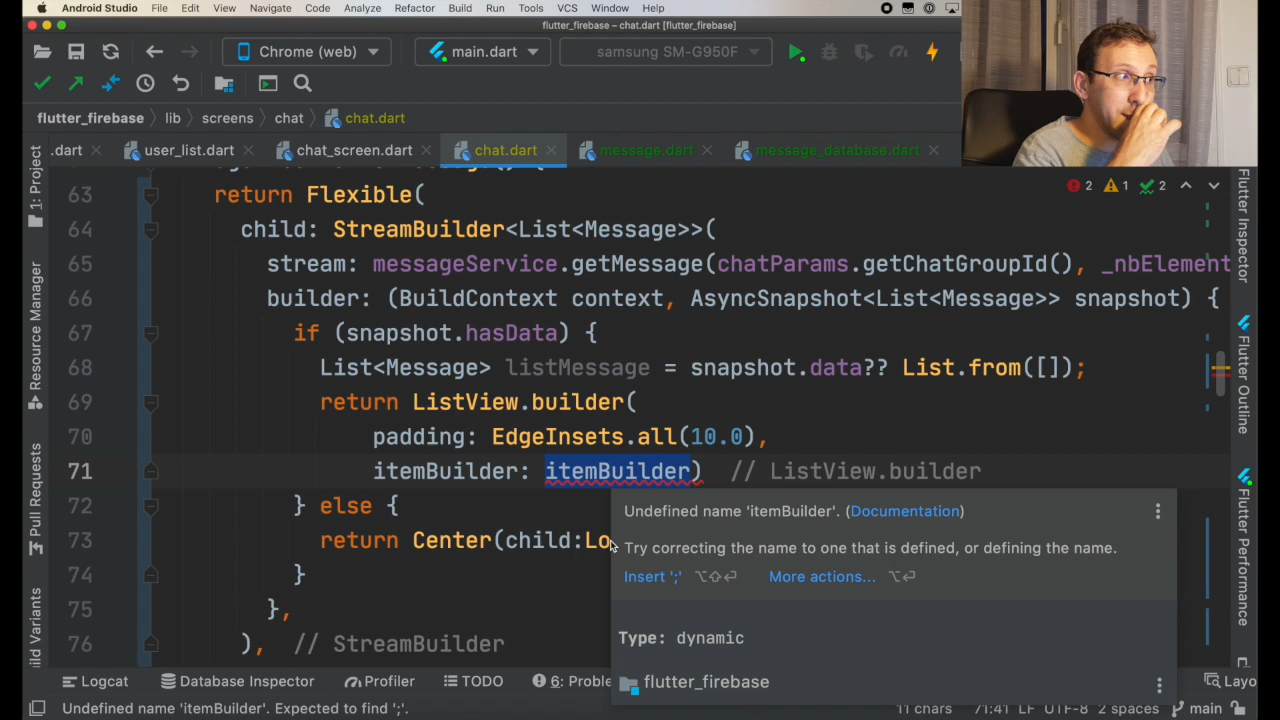 Android Studio File Edit View Navigate Code Analyze Refactor Build Run Tools VCS Window Help
flutter_firebase – chat.dart [flutter_firebase]
Chrome (web) main.dart samsung SM-G950F
flutter_firebase lib screens chat chat.dart
.dart user_list.dart chat_screen.dart chat.dart message.dart message_database.dart
2 1 2
63 return Flexible(
64 child: StreamBuilder<List<Message>>(
65 stream: messageService.getMessage(chatParams.getChatGroupId(), _nbElement
66 builder: (BuildContext context, AsyncSnapshot<List<Message>> snapshot) {
67 if (snapshot.hasData) {
68 List<Message> listMessage = snapshot.data?? List.from([]);
69 return ListView.builder(
70 padding: EdgeInsets.all(10.0),
71 itemBuilder: itemBuilder) // ListView.builder
72 } else {
73 return Center(child:Lo
74 }
75 },
76 ), // StreamBuilder
Undefined name 'itemBuilder'. (Documentation)
Try correcting the name to one that is defined, or defining the name.
Insert ';' ⌥⇧⏎ More actions... ⌥⏎
Type: dynamic
flutter_firebase
1: Project
Resource Manager
Pull Requests
ild Variants
Flutter Inspector
Flutter Outline
Flutter Performance
Logcat Database Inspector Profiler TODO 6: Proble Layo
Undefined name 'itemBuilder'. Expected to find ';'. 11 chars 71:41 LF UTF-8 2 spaces main